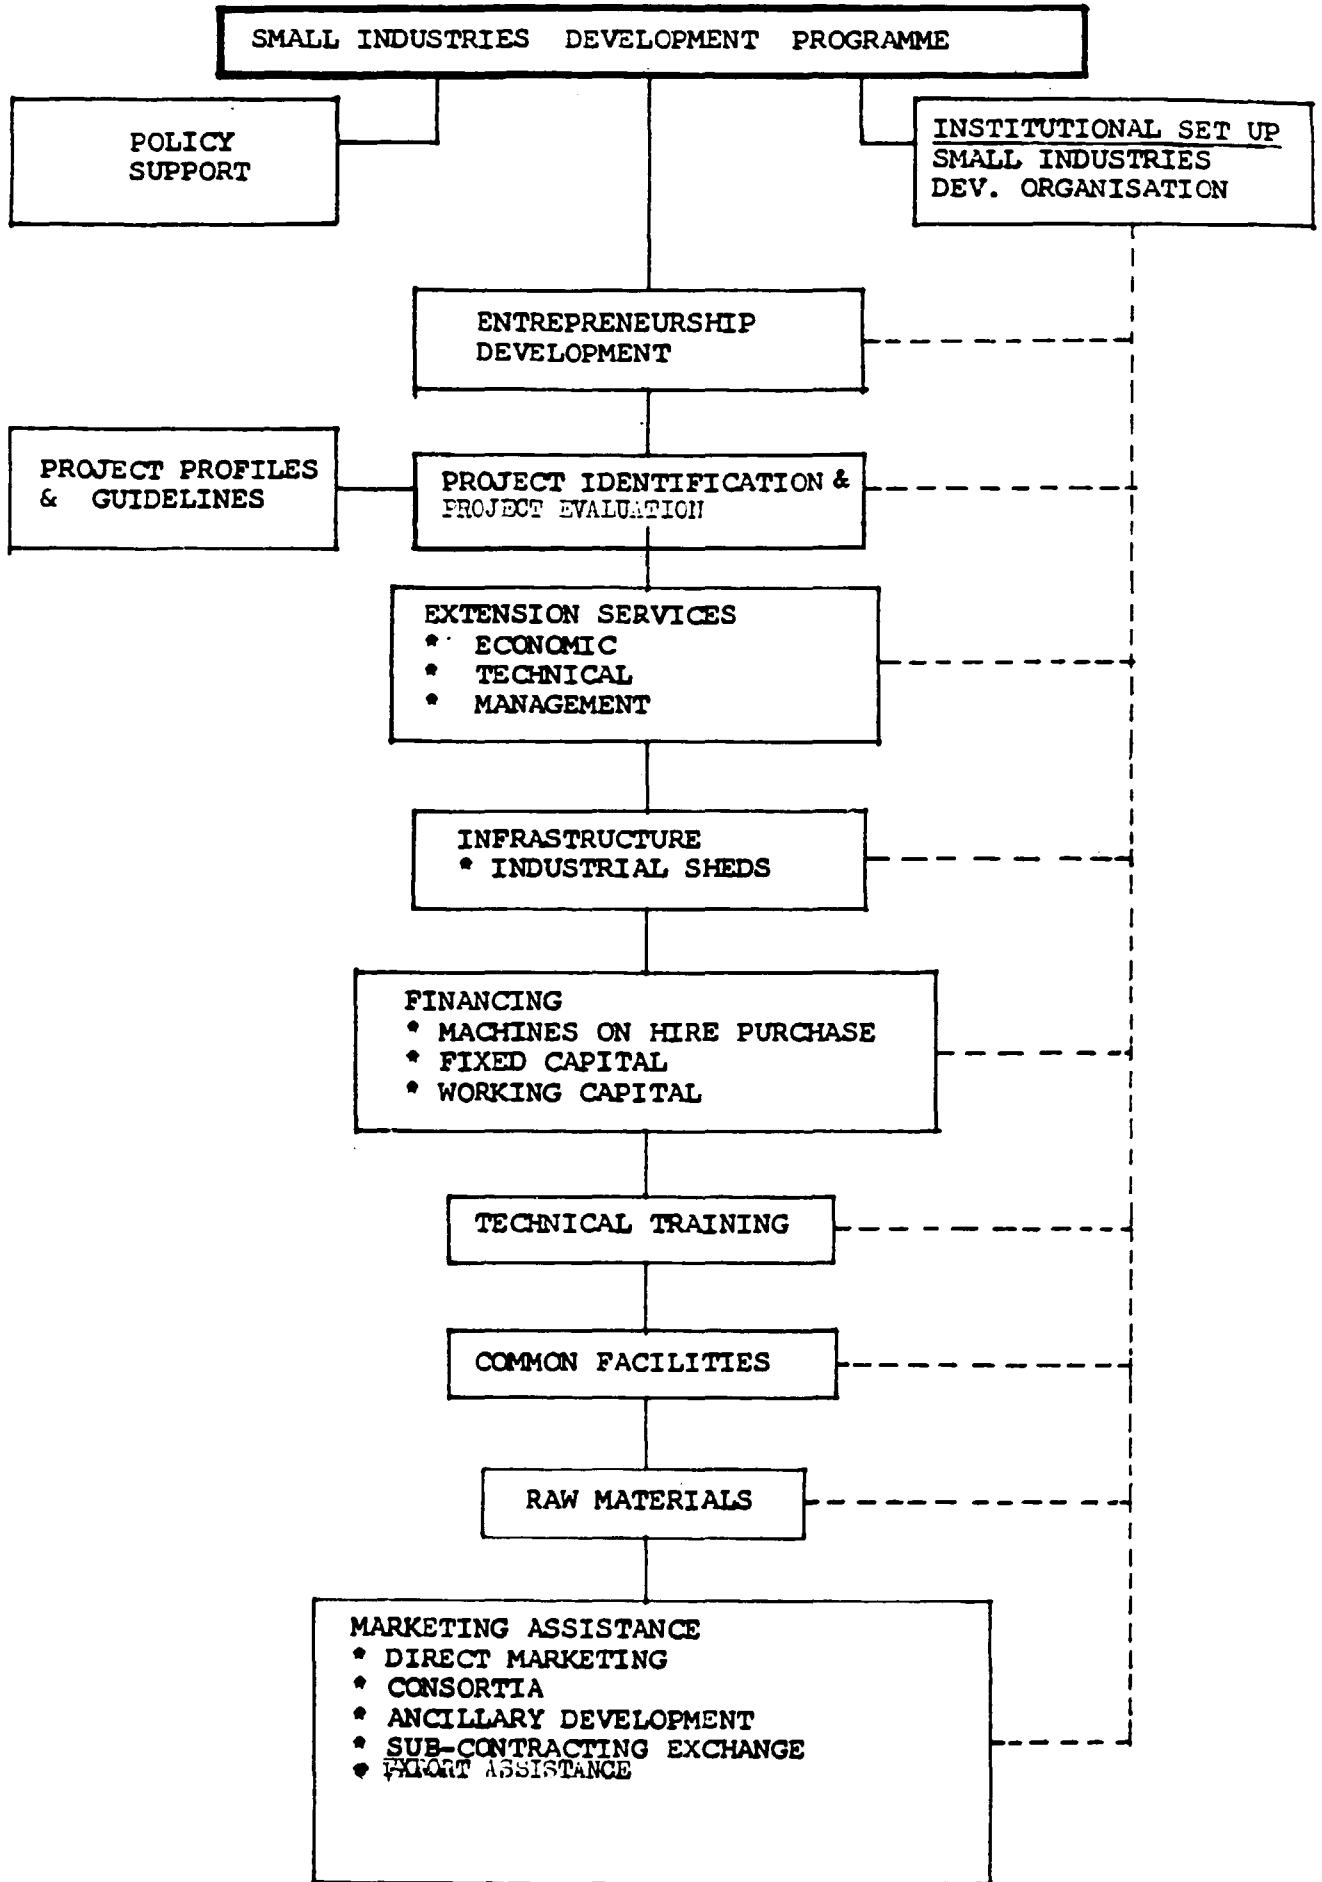 SMALL INDUSTRIES DEVELOPMENT PROGRAMME
POLICY
SUPPORT
INSTITUTIONAL SET UP
SMALL INDUSTRIES
DEV. ORGANISATION
ENTREPRENEURSHIP
DEVELOPMENT
PROJECT PROFILES
& GUIDELINES
PROJECT IDENTIFICATION &
PROJECT EVALUATION
EXTENSION SERVICES
* ECONOMIC
* TECHNICAL
* MANAGEMENT
INFRASTRUCTURE
* INDUSTRIAL SHEDS
FINANCING
* MACHINES ON HIRE PURCHASE
* FIXED CAPITAL
* WORKING CAPITAL
TECHNICAL TRAINING
COMMON FACILITIES
RAW MATERIALS
MARKETING ASSISTANCE
* DIRECT MARKETING
* CONSORTIA
* ANCILLARY DEVELOPMENT
* SUB-CONTRACTING EXCHANGE
* EXPORT ASSISTANCE